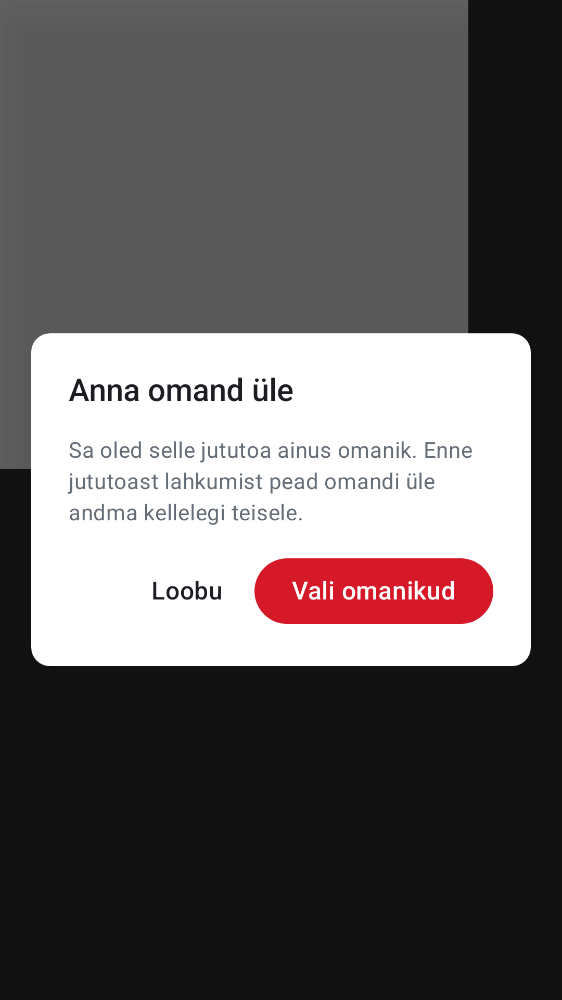 Anna omand üle
Sa oled selle jututoa ainus omanik. Enne
jututoast lahkumist pead omandi üle
andma kellelegi teisele.
Loobu
Vali omanikud